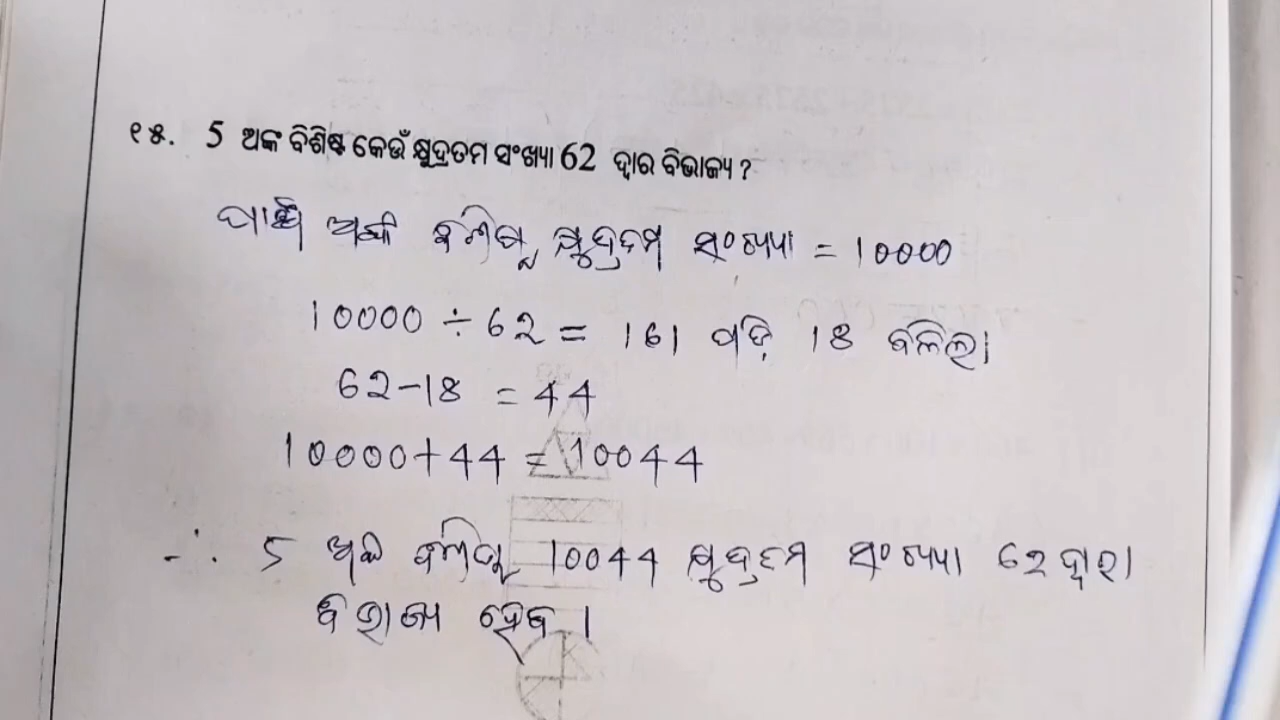 ୧୫. 5 ଅଙ୍କ ବିଶିଷ୍ଟ କେଉଁ କ୍ଷୁଦ୍ରତମ ସଂଖ୍ୟା 62 ଦ୍ୱାର ବିଭାଜ୍ୟ ?
ପାଞ୍ଚ ଅଙ୍କ ବିଶିଷ୍ଟ କ୍ଷୁଦ୍ରତମ ସଂଖ୍ୟା = 10000
10000 ÷ 62 = 161 ପଡ଼ି 18 ବଳିଲା
62-18 = 44
10000+44 = 10044
∴ 5 ଅଙ୍କ ବିଶିଷ୍ଟ 10044 କ୍ଷୁଦ୍ରତମ ସଂଖ୍ୟା 62 ଦ୍ୱାରା
ବିଭାଜ୍ୟ ହେବ ।